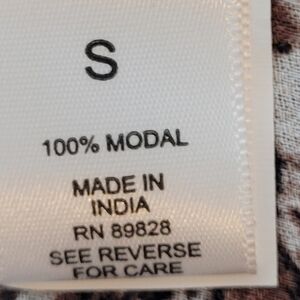 S
100% MODAL
MADE IN
INDIA
RN 89828
SEE REVERSE
FOR CARE